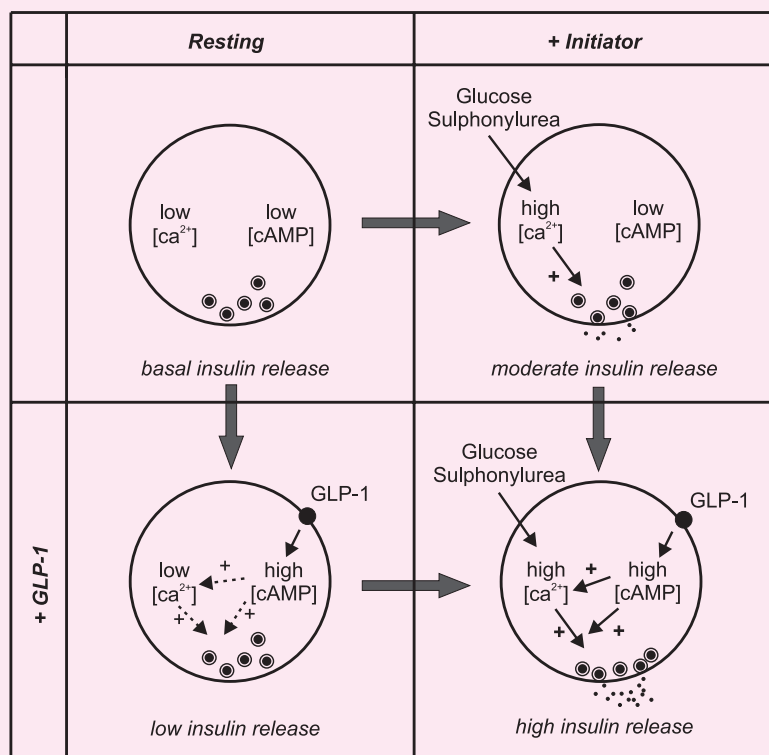 Resting
+ Initiator
low
[ca²⁺]
low
[cAMP]
basal insulin release
Glucose
Sulphonylurea
high
[ca²⁺]
low
[cAMP]
+
moderate insulin release
+ GLP-1
GLP-1
low
[ca²⁺]
+
high
[cAMP]
+
+
low insulin release
Glucose
Sulphonylurea
GLP-1
high
[ca²⁺]
+
high
[cAMP]
+
+
high insulin release